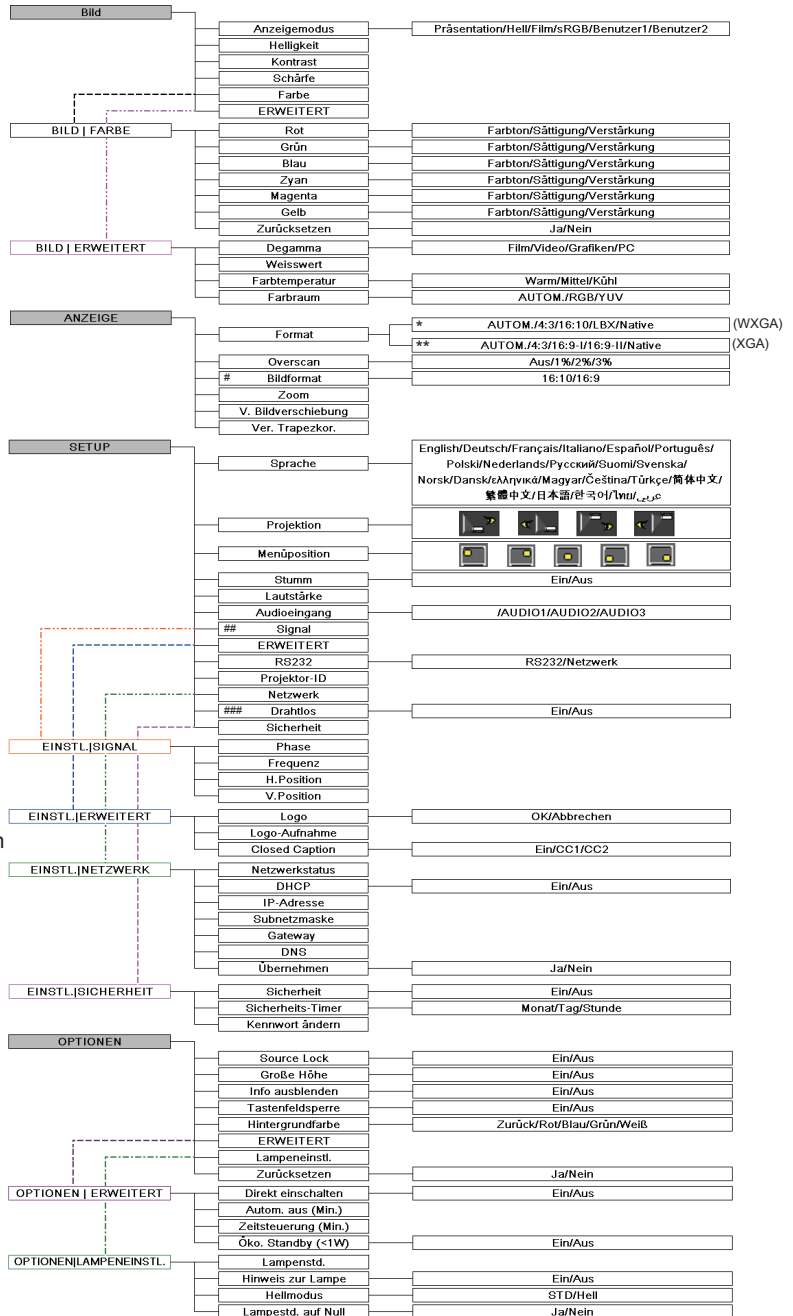 Bild
Anzeigemodus Präsentation/Hell/Film/sRGB/Benutzer1/Benutzer2
Helligkeit
Kontrast
Schärfe
Farbe
ERWEITERT
BILD | FARBE Rot Farbton/Sättigung/Verstärkung
Grün Farbton/Sättigung/Verstärkung
Blau Farbton/Sättigung/Verstärkung
Zyan Farbton/Sättigung/Verstärkung
Magenta Farbton/Sättigung/Verstärkung
Gelb Farbton/Sättigung/Verstärkung
Zurücksetzen Ja/Nein
BILD | ERWEITERT Degamma Film/Video/Grafiken/PC
Weisswert
Farbtemperatur Warm/Mittel/Kühl
Farbraum AUTOM./RGB/YUV
ANZEIGE
Format * AUTOM./4:3/16:10/LBX/Native (WXGA)
** AUTOM./4:3/16:9-I/16:9-II/Native (XGA)
Overscan Aus/1%/2%/3%
# Bildformat 16:10/16:9
Zoom
V. Bildverschiebung
Ver. Trapezkor.
SETUP
Sprache English/Deutsch/Français/Italiano/Español/Português/
Polski/Nederlands/Русский/Suomi/Svenska/
Norsk/Dansk/ελληνικά/Magyar/Čeština/Türkçe/简体中文/
繁體中文/日本語/한국어/ไทย/عربي
Projektion
Menüposition
Stumm Ein/Aus
Lautstärke
Audioeingang /AUDIO1/AUDIO2/AUDIO3
## Signal
ERWEITERT
RS232 RS232/Netzwerk
Projektor-ID
Netzwerk
### Drahtlos Ein/Aus
Sicherheit
EINSTL.|SIGNAL Phase
Frequenz
H.Position
V.Position
EINSTL.|ERWEITERT Logo OK/Abbrechen
Logo-Aufnahme
n
Closed Caption Ein/CC1/CC2
EINSTL.|NETZWERK Netzwerkstatus
DHCP Ein/Aus
IP-Adresse
Subnetzmaske
Gateway
DNS
Übernehmen Ja/Nein
EINSTL.|SICHERHEIT Sicherheit Ein/Aus
Sicherheits-Timer Monat/Tag/Stunde
Kennwort ändern
OPTIONEN
Source Lock Ein/Aus
Große Höhe Ein/Aus
Info ausblenden Ein/Aus
Tastenfeldsperre Ein/Aus
Hintergrundfarbe Zurück/Rot/Blau/Grün/Weiß
ERWEITERT
Lampeneinstl.
Zurücksetzen Ja/Nein
OPTIONEN | ERWEITERT Direkt einschalten Ein/Aus
Autom. aus (Min.)
Zeitsteuerung (Min.)
Öko. Standby (<1W) Ein/Aus
OPTIONEN|LAMPENEINSTL. Lampenstd.
Hinweis zur Lampe Ein/Aus
Hellmodus STD/Hell
Lampestd. auf Null Ja/Nein